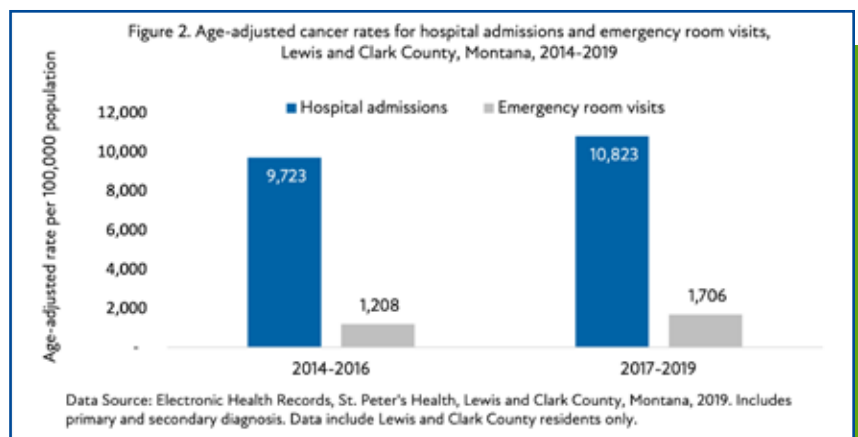 Figure 2. Age-adjusted cancer rates for hospital admissions and emergency room visits,
Lewis and Clark County, Montana, 2014-2019
Age-adjusted rate per 100,000 population
Hospital admissions Emergency room visits
12,000
10,000
8,000
6,000
4,000
2,000
-
9,723
1,208
10,823
1,706
2014-2016 2017-2019
Data Source: Electronic Health Records, St. Peter's Health, Lewis and Clark County, Montana, 2019. Includes
primary and secondary diagnosis. Data include Lewis and Clark County residents only.